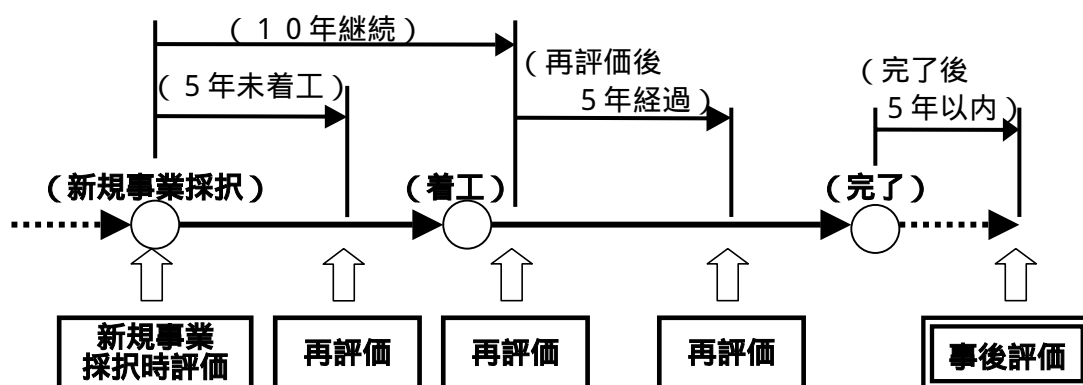 （１０年継続）
（５年未着工）
（再評価後
５年経過）
（完了後
５年以内）
（新規事業採択）
（着工）
（完了）
新規事業
採択時評価
再評価
再評価
再評価
事後評価